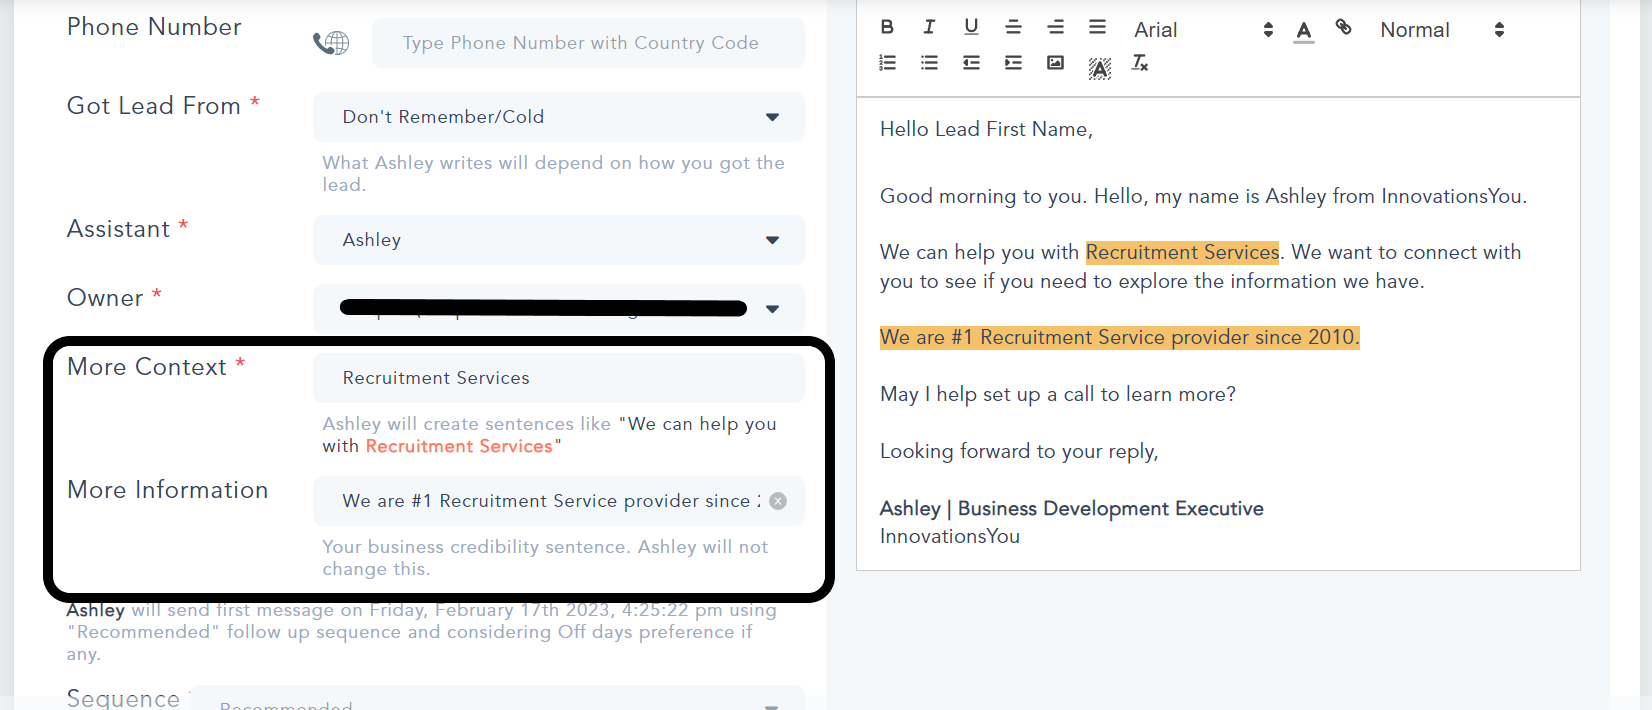 Phone Number
Type Phone Number with Country Code
Got Lead From *
Don't Remember/Cold
What Ashley writes will depend on how you got the
lead.
Assistant *
Ashley
Owner *
More Context *
Recruitment Services
Ashley will create sentences like "We can help you
with Recruitment Services"
More Information
We are #1 Recruitment Service provider since
Your business credibility sentence. Ashley will not
change this.
Ashley will send first message on Friday, February 17th 2023, 4:25:22 pm using
"Recommended" follow up sequence and considering Off days preference if
any.
Sequence
Recommended
B I U Arial A Normal
A Tx
Hello Lead First Name,
Good morning to you. Hello, my name is Ashley from InnovationsYou.
We can help you with Recruitment Services. We want to connect with
you to see if you need to explore the information we have.
We are #1 Recruitment Service provider since 2010.
May I help set up a call to learn more?
Looking forward to your reply,
Ashley | Business Development Executive
InnovationsYou